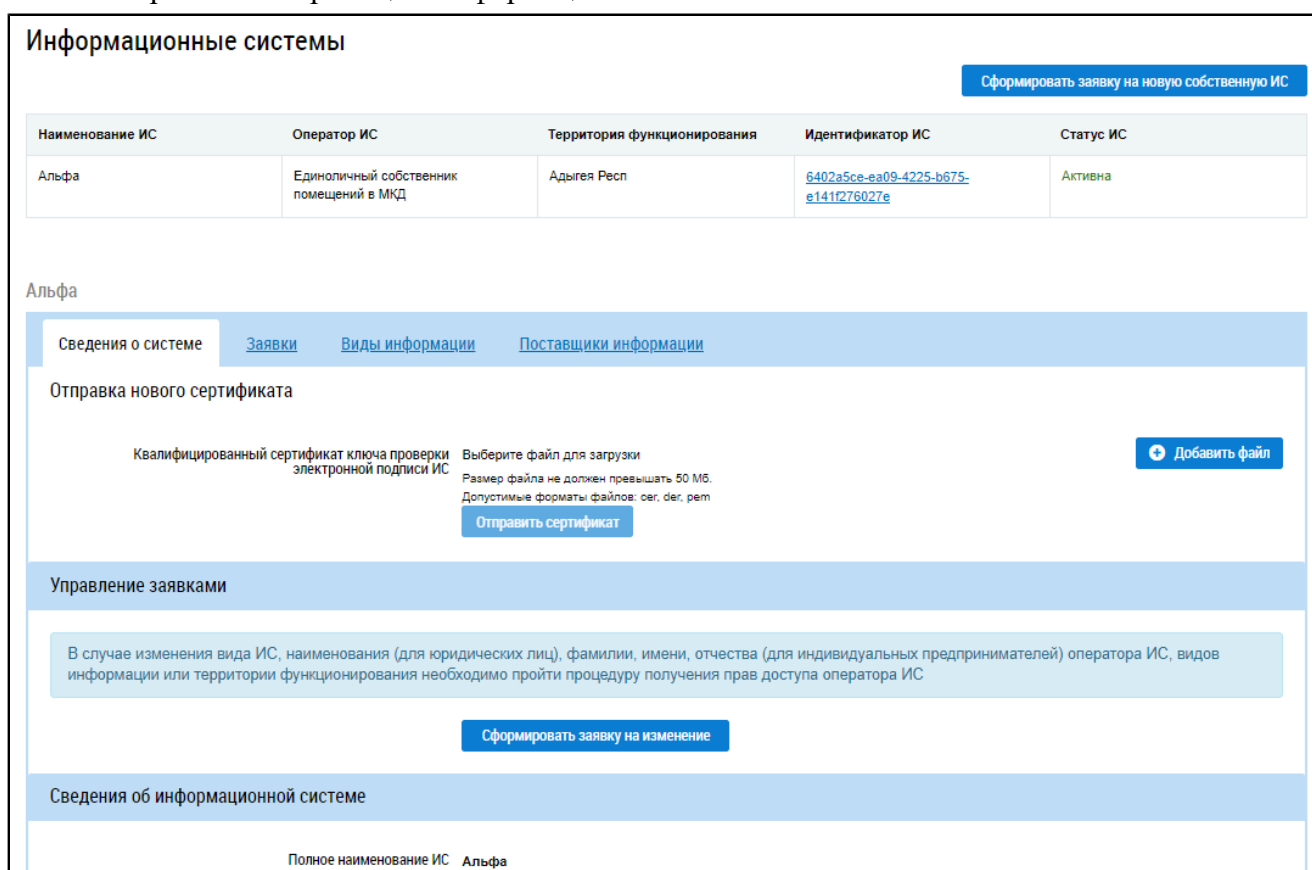 Информационные системы
Сформировать заявку на новую собственную ИС
Наименование ИС Оператор ИС Территория функционирования Идентификатор ИС Статус ИС
Альфа Единоличный собственник помещений в МКД Адыгея Респ 6402a5ce-ea09-4225-b675-e141f276027e Активна
Альфа
Сведения о системе Заявки Виды информации Поставщики информации
Отправка нового сертификата
Квалифицированный сертификат ключа проверки электронной подписи ИС
Выберите файл для загрузки
Добавить файл
Размер файла не должен превышать 50 Мб.
Допустимые форматы файлов: cer, der, pem
Отправить сертификат
Управление заявками
В случае изменения вида ИС, наименования (для юридических лиц), фамилии, имени, отчества (для индивидуальных предпринимателей) оператора ИС, видов
информации или территории функционирования необходимо пройти процедуру получения прав доступа оператора ИС
Сформировать заявку на изменение
Сведения об информационной системе
Полное наименование ИС Альфа